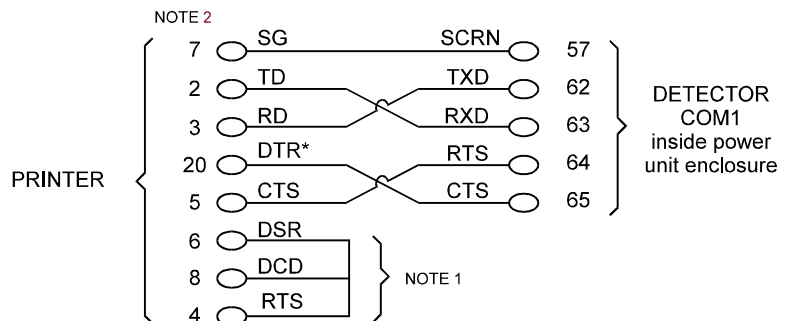 NOTE 2
7 SG SCRN 57
2 TD TXD 62
3 RD RXD 63
20 DTR* RTS 64
5 CTS CTS 65
6 DSR
8 DCD
4 RTS
PRINTER
NOTE 1
DETECTOR
COM1
inside power
unit enclosure